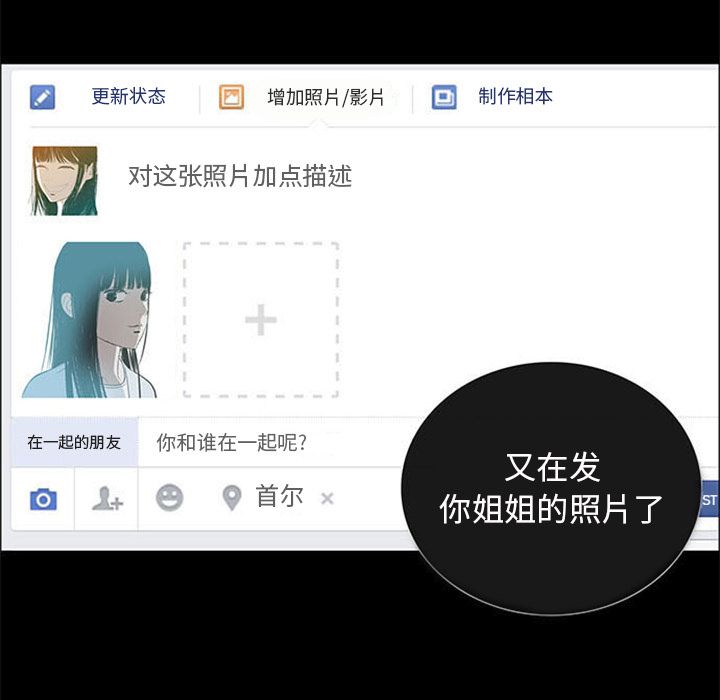 更新状态
增加照片/影片
制作相本
对这张照片加点描述
在一起的朋友
你和谁在一起呢?
首尔
又在发
你姐姐的照片了
ST